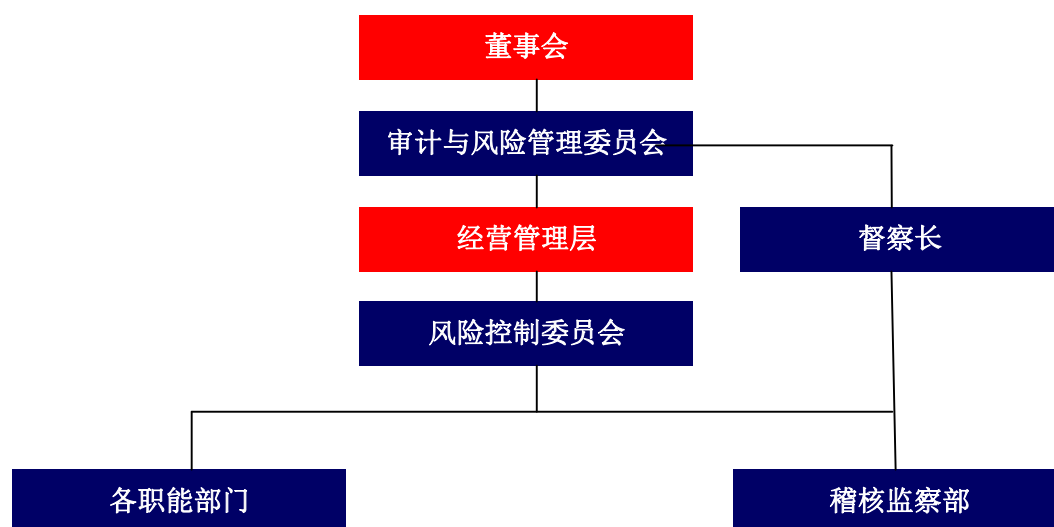 董事会
审计与风险管理委员会
经营管理层
督察长
风险控制委员会
各职能部门
稽核监察部